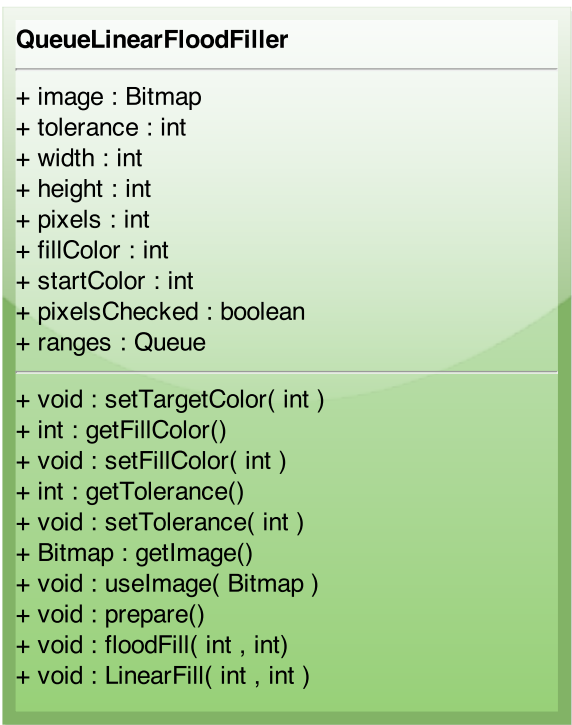 QueueLinearFloodFiller
+ image : Bitmap
+ tolerance : int
+ width : int
+ height : int
+ pixels : int
+ fillColor : int
+ startColor : int
+ pixelsChecked : boolean
+ ranges : Queue
+ void : setTargetColor( int )
+ int : getFillColor()
+ void : setFillColor( int )
+ int : getTolerance()
+ void : setTolerance( int )
+ Bitmap : getImage()
+ void : useImage( Bitmap )
+ void : prepare()
+ void : floodFill( int , int)
+ void : LinearFill( int , int )